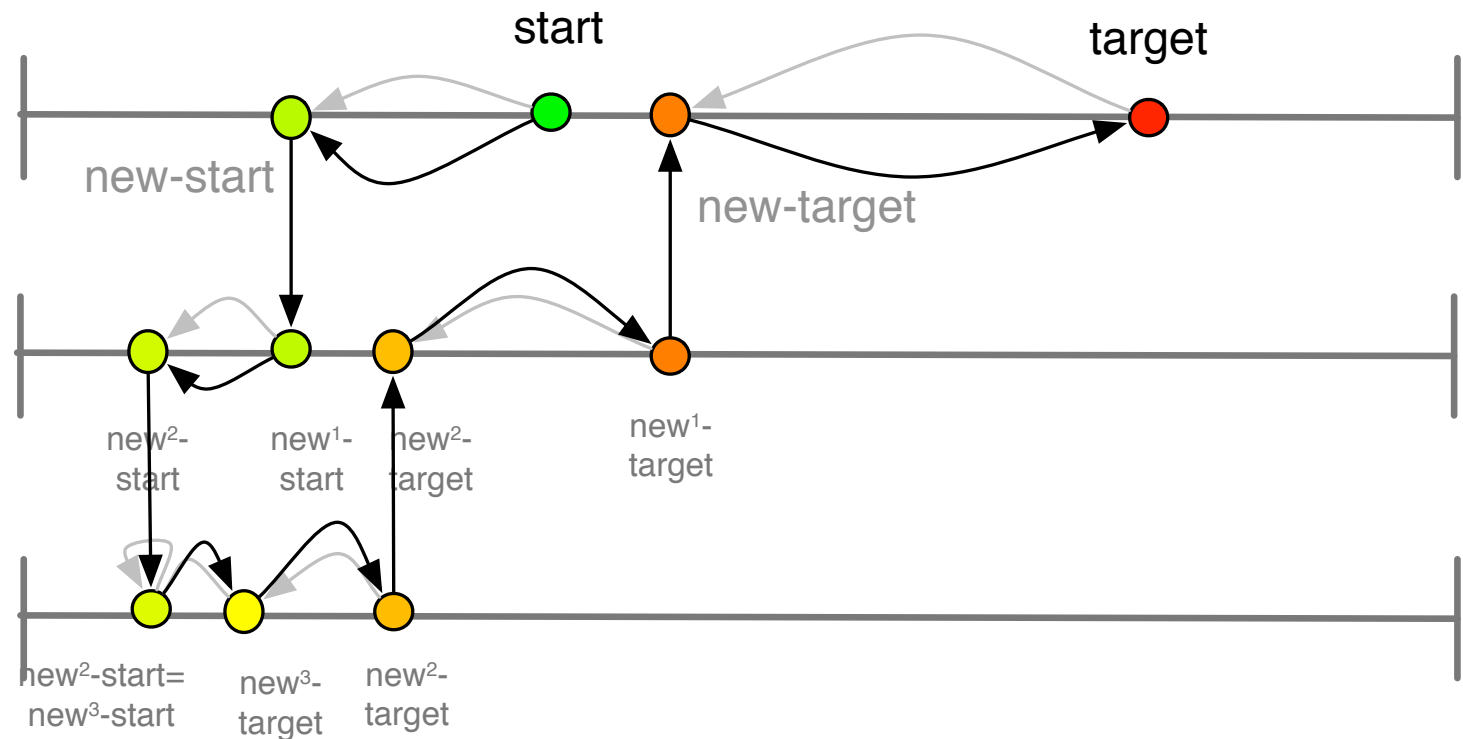 start
target
new-start
new-target
new²-
start
new¹-
start
new²-
target
new¹-
target
new²-start=
new³-start
new³-
target
new²-
target